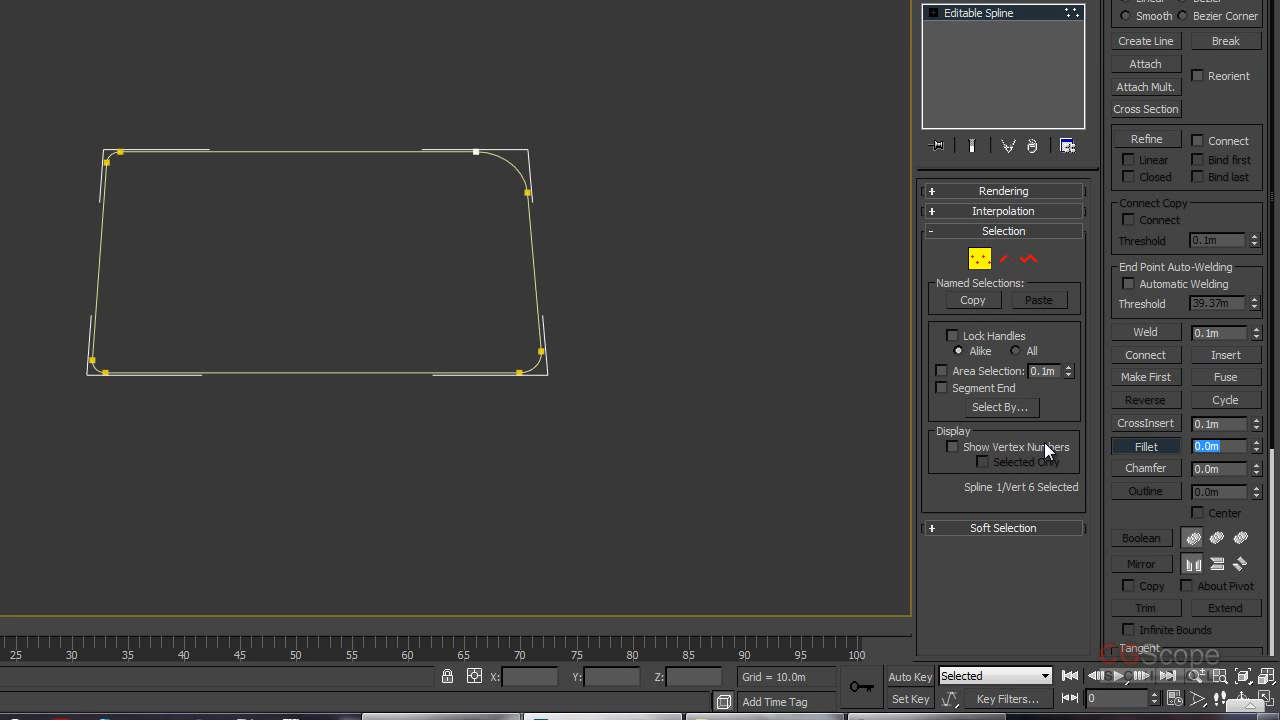 Editable Spline
Rendering
Interpolation
Selection
Named Selections:
Copy
Paste
Lock Handles
Alike
All
Area Selection:
0.1m
Segment End
Select By...
Display
Show Vertex Numbers
Selected Only
Spline 1/Vert 6 Selected
Soft Selection
Smooth
Bezier Corner
Create Line
Break
Attach
Reorient
Attach Mult.
Cross Section
Refine
Connect
Linear
Bind first
Closed
Bind last
Connect Copy
Connect
Threshold
0.1m
End Point Auto-Welding
Automatic Welding
Threshold
39.37m
Weld
0.1m
Connect
Insert
Make First
Fuse
Reverse
Cycle
CrossInsert
0.1m
Fillet
0.0m
Chamfer
0.0m
Outline
0.0m
Center
Boolean
Mirror
Copy
About Pivot
Trim
Extend
Infinite Bounds
Tangent
CGScope
25 30 35 40 45 50 55 60 65 70 75 80 85 90 95 100
X:
Y:
Z:
Grid = 10.0m
Add Time Tag
Auto Key
Selected
Set Key
Key Filters...
0